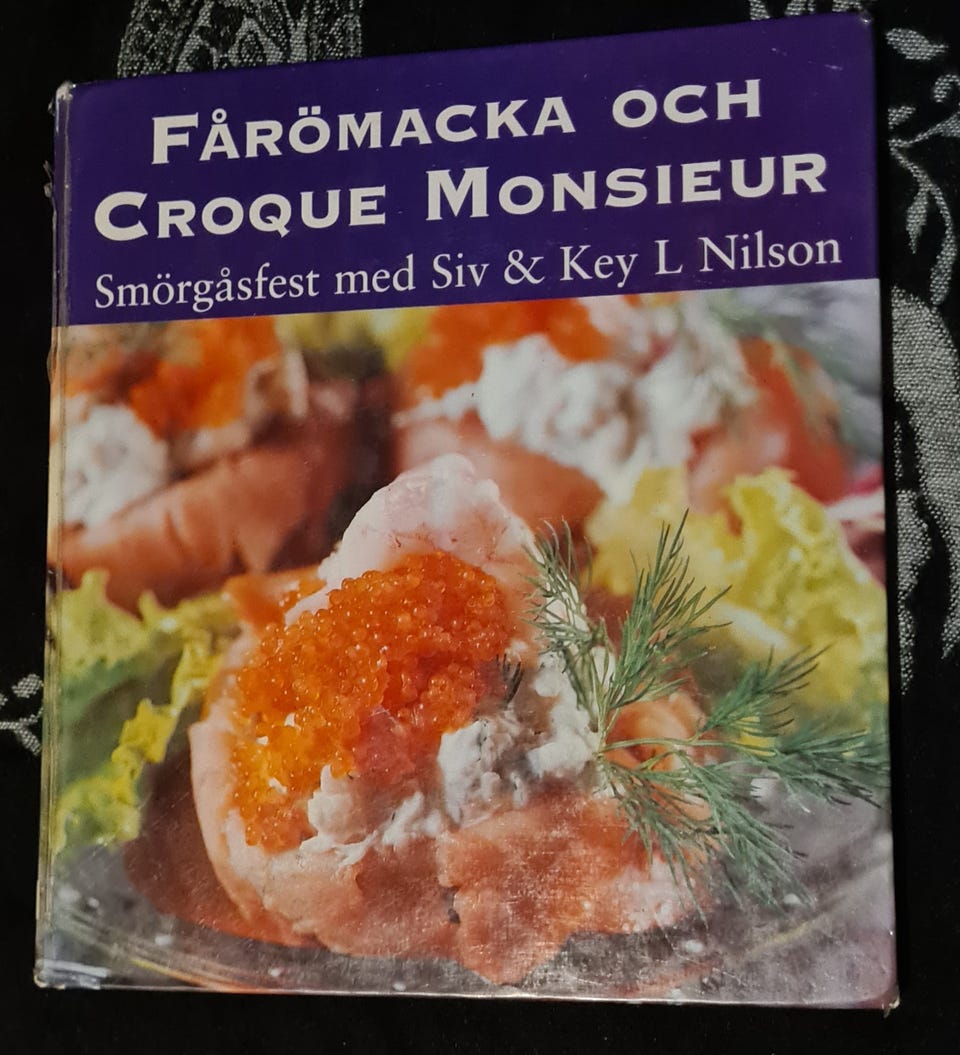 FÅRÖMACKA OCH
CROQUE MONSIEUR
Smörgåsfest med Siv & Key L Nilson